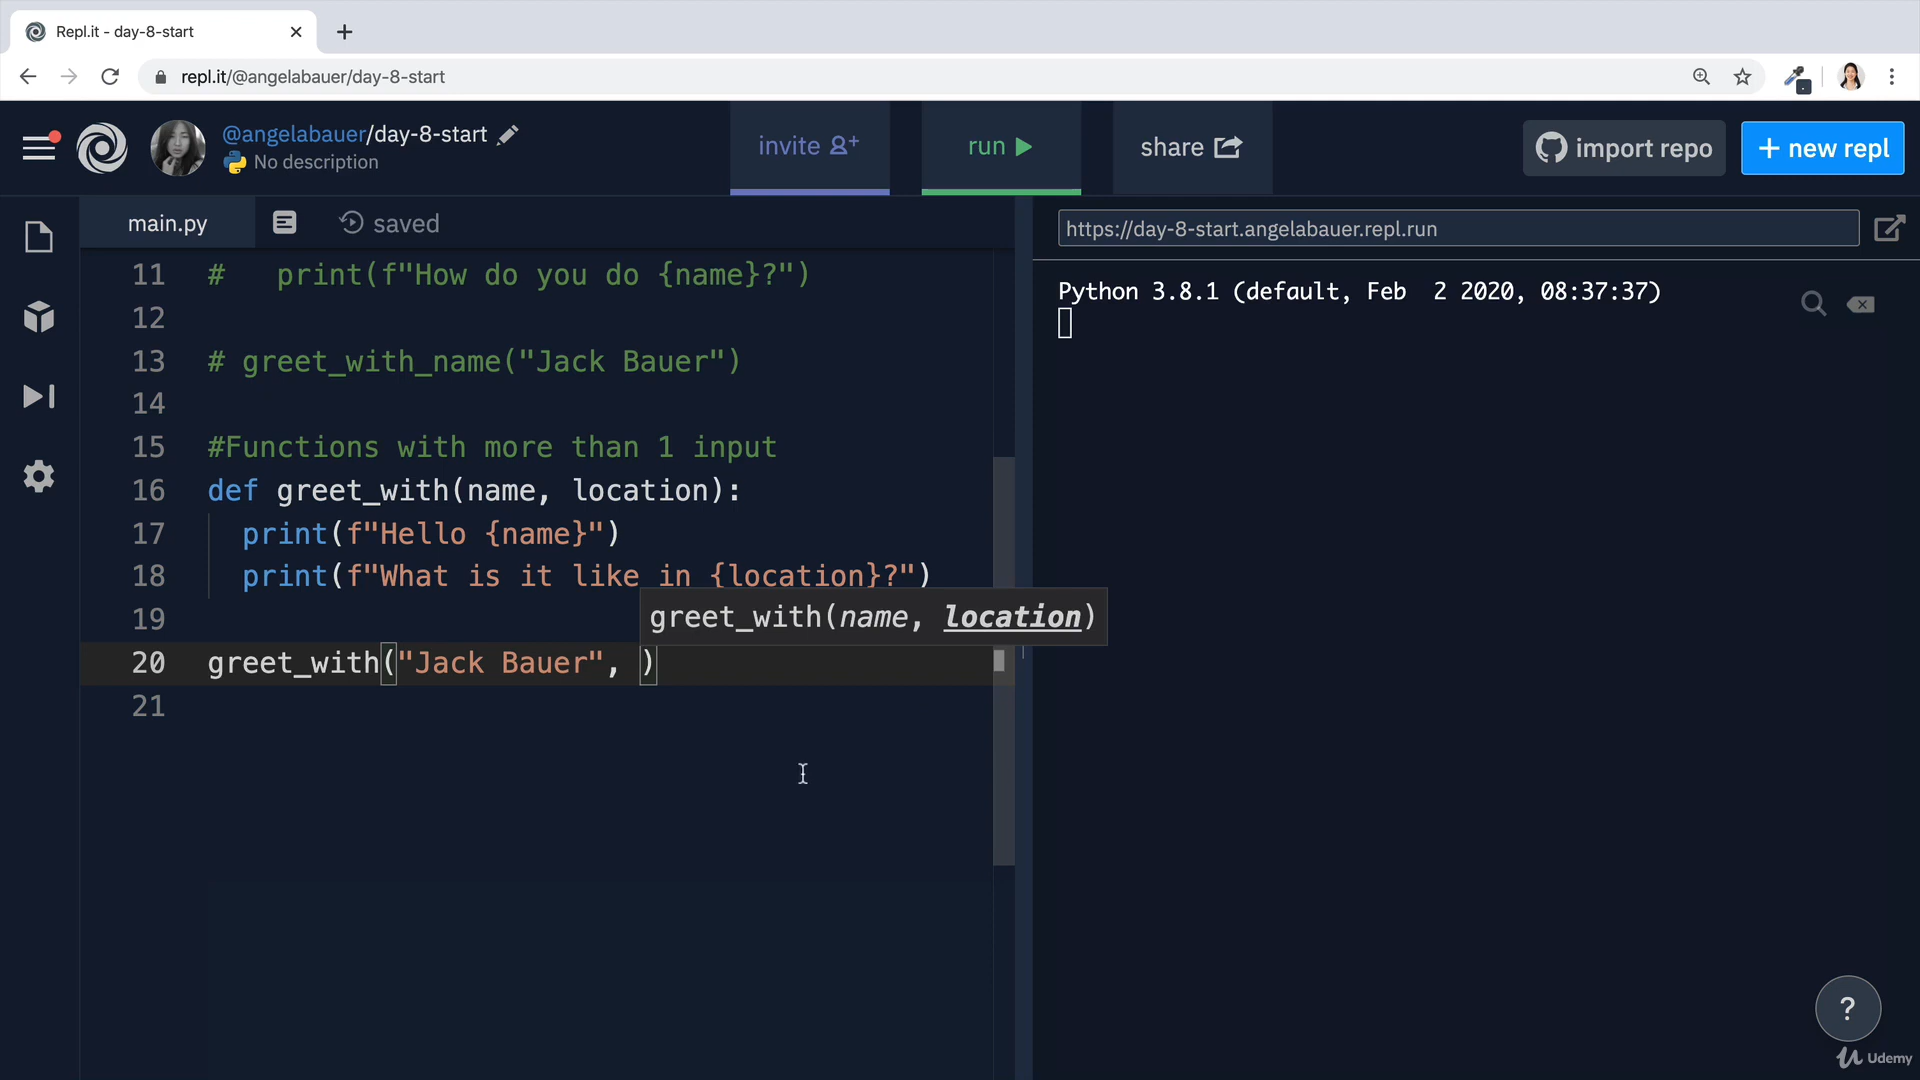 Repl.it - day-8-start
repl.it/@angelabauer/day-8-start
@angelabauer/day-8-start
No description
invite
run
share
import repo
+ new repl
main.py
saved
https://day-8-start.angelabauer.repl.run
Python 3.8.1 (default, Feb  2 2020, 08:37:37)
11 #   print(f"How do you do {name}?")
12
13 # greet_with_name("Jack Bauer")
14
15 #Functions with more than 1 input
16 def greet_with(name, location):
17   print(f"Hello {name}")
18   print(f"What is it like in {location}?")
19
greet_with(name, location)
20 greet_with("Jack Bauer", )
21
?
Udemy